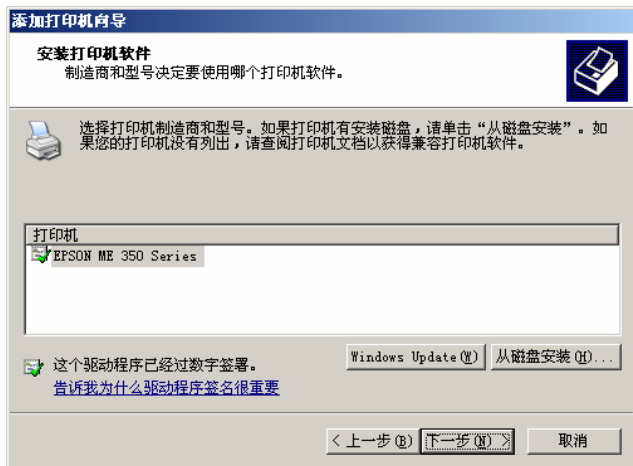 添加打印机向导
安装打印机软件
制造商和型号决定要使用哪个打印机软件。
选择打印机制造商和型号。如果打印机有安装磁盘，请单击“从磁盘安装”。如
果您的打印机没有列出，请查阅打印机文档以获得兼容打印机软件。
打印机
EPSON ME 350 Series
这个驱动程序已经过数字签署。
告诉我为什么驱动程序签名很重要
Windows Update(W) 从磁盘安装(H)...
< 上一步(B) 下一步(N) > 取消